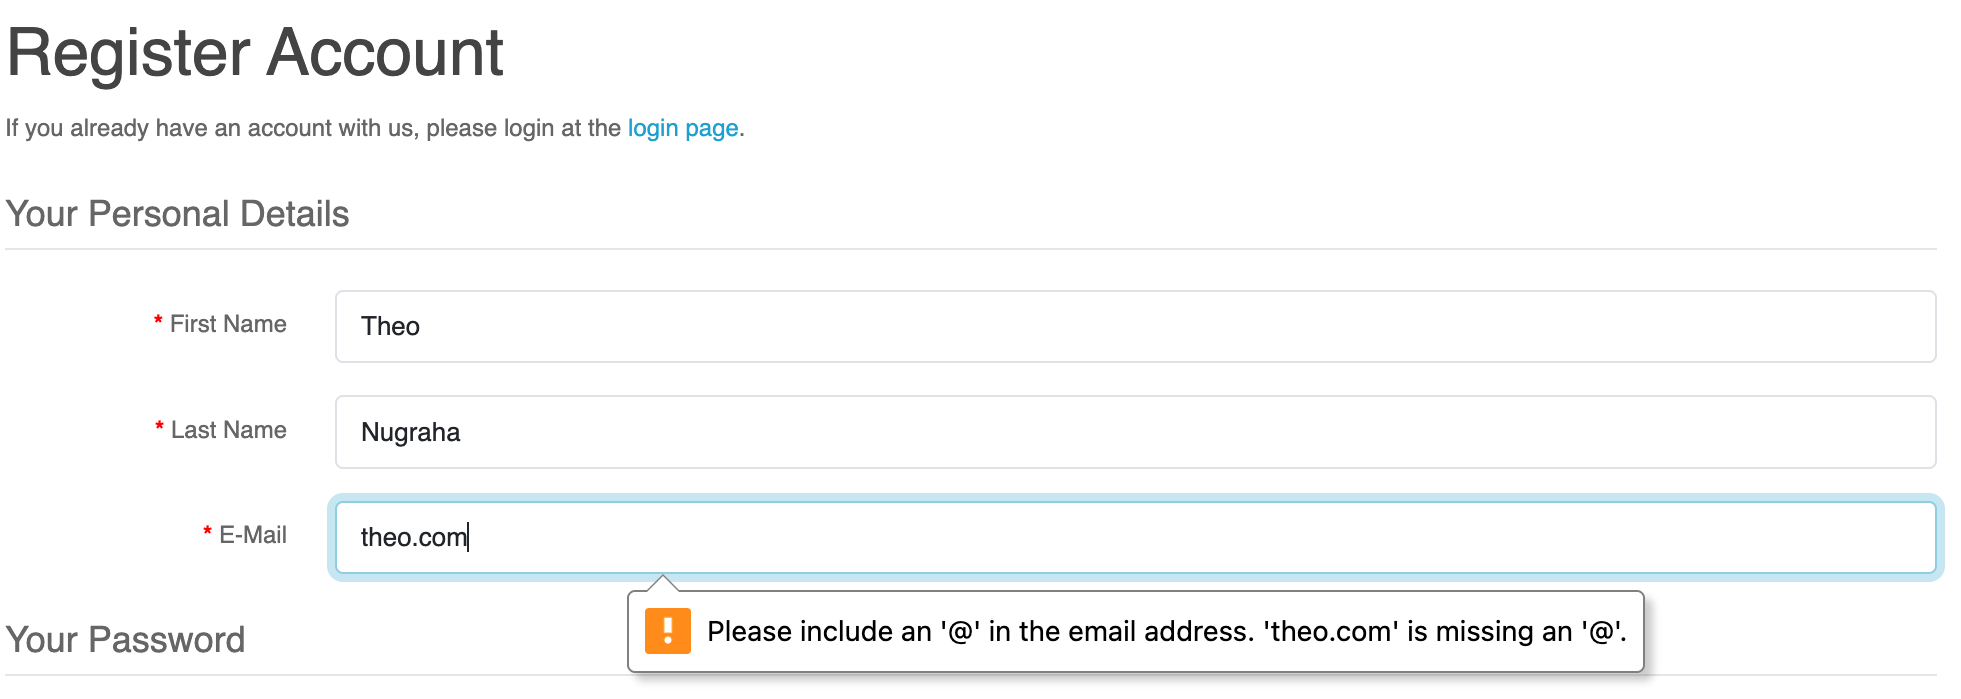 Register Account
If you already have an account with us, please login at the login page.
Your Personal Details
* First Name
Theo
* Last Name
Nugraha
* E-Mail
theo.com
Please include an '@' in the email address. 'theo.com' is missing an '@'.
Your Password